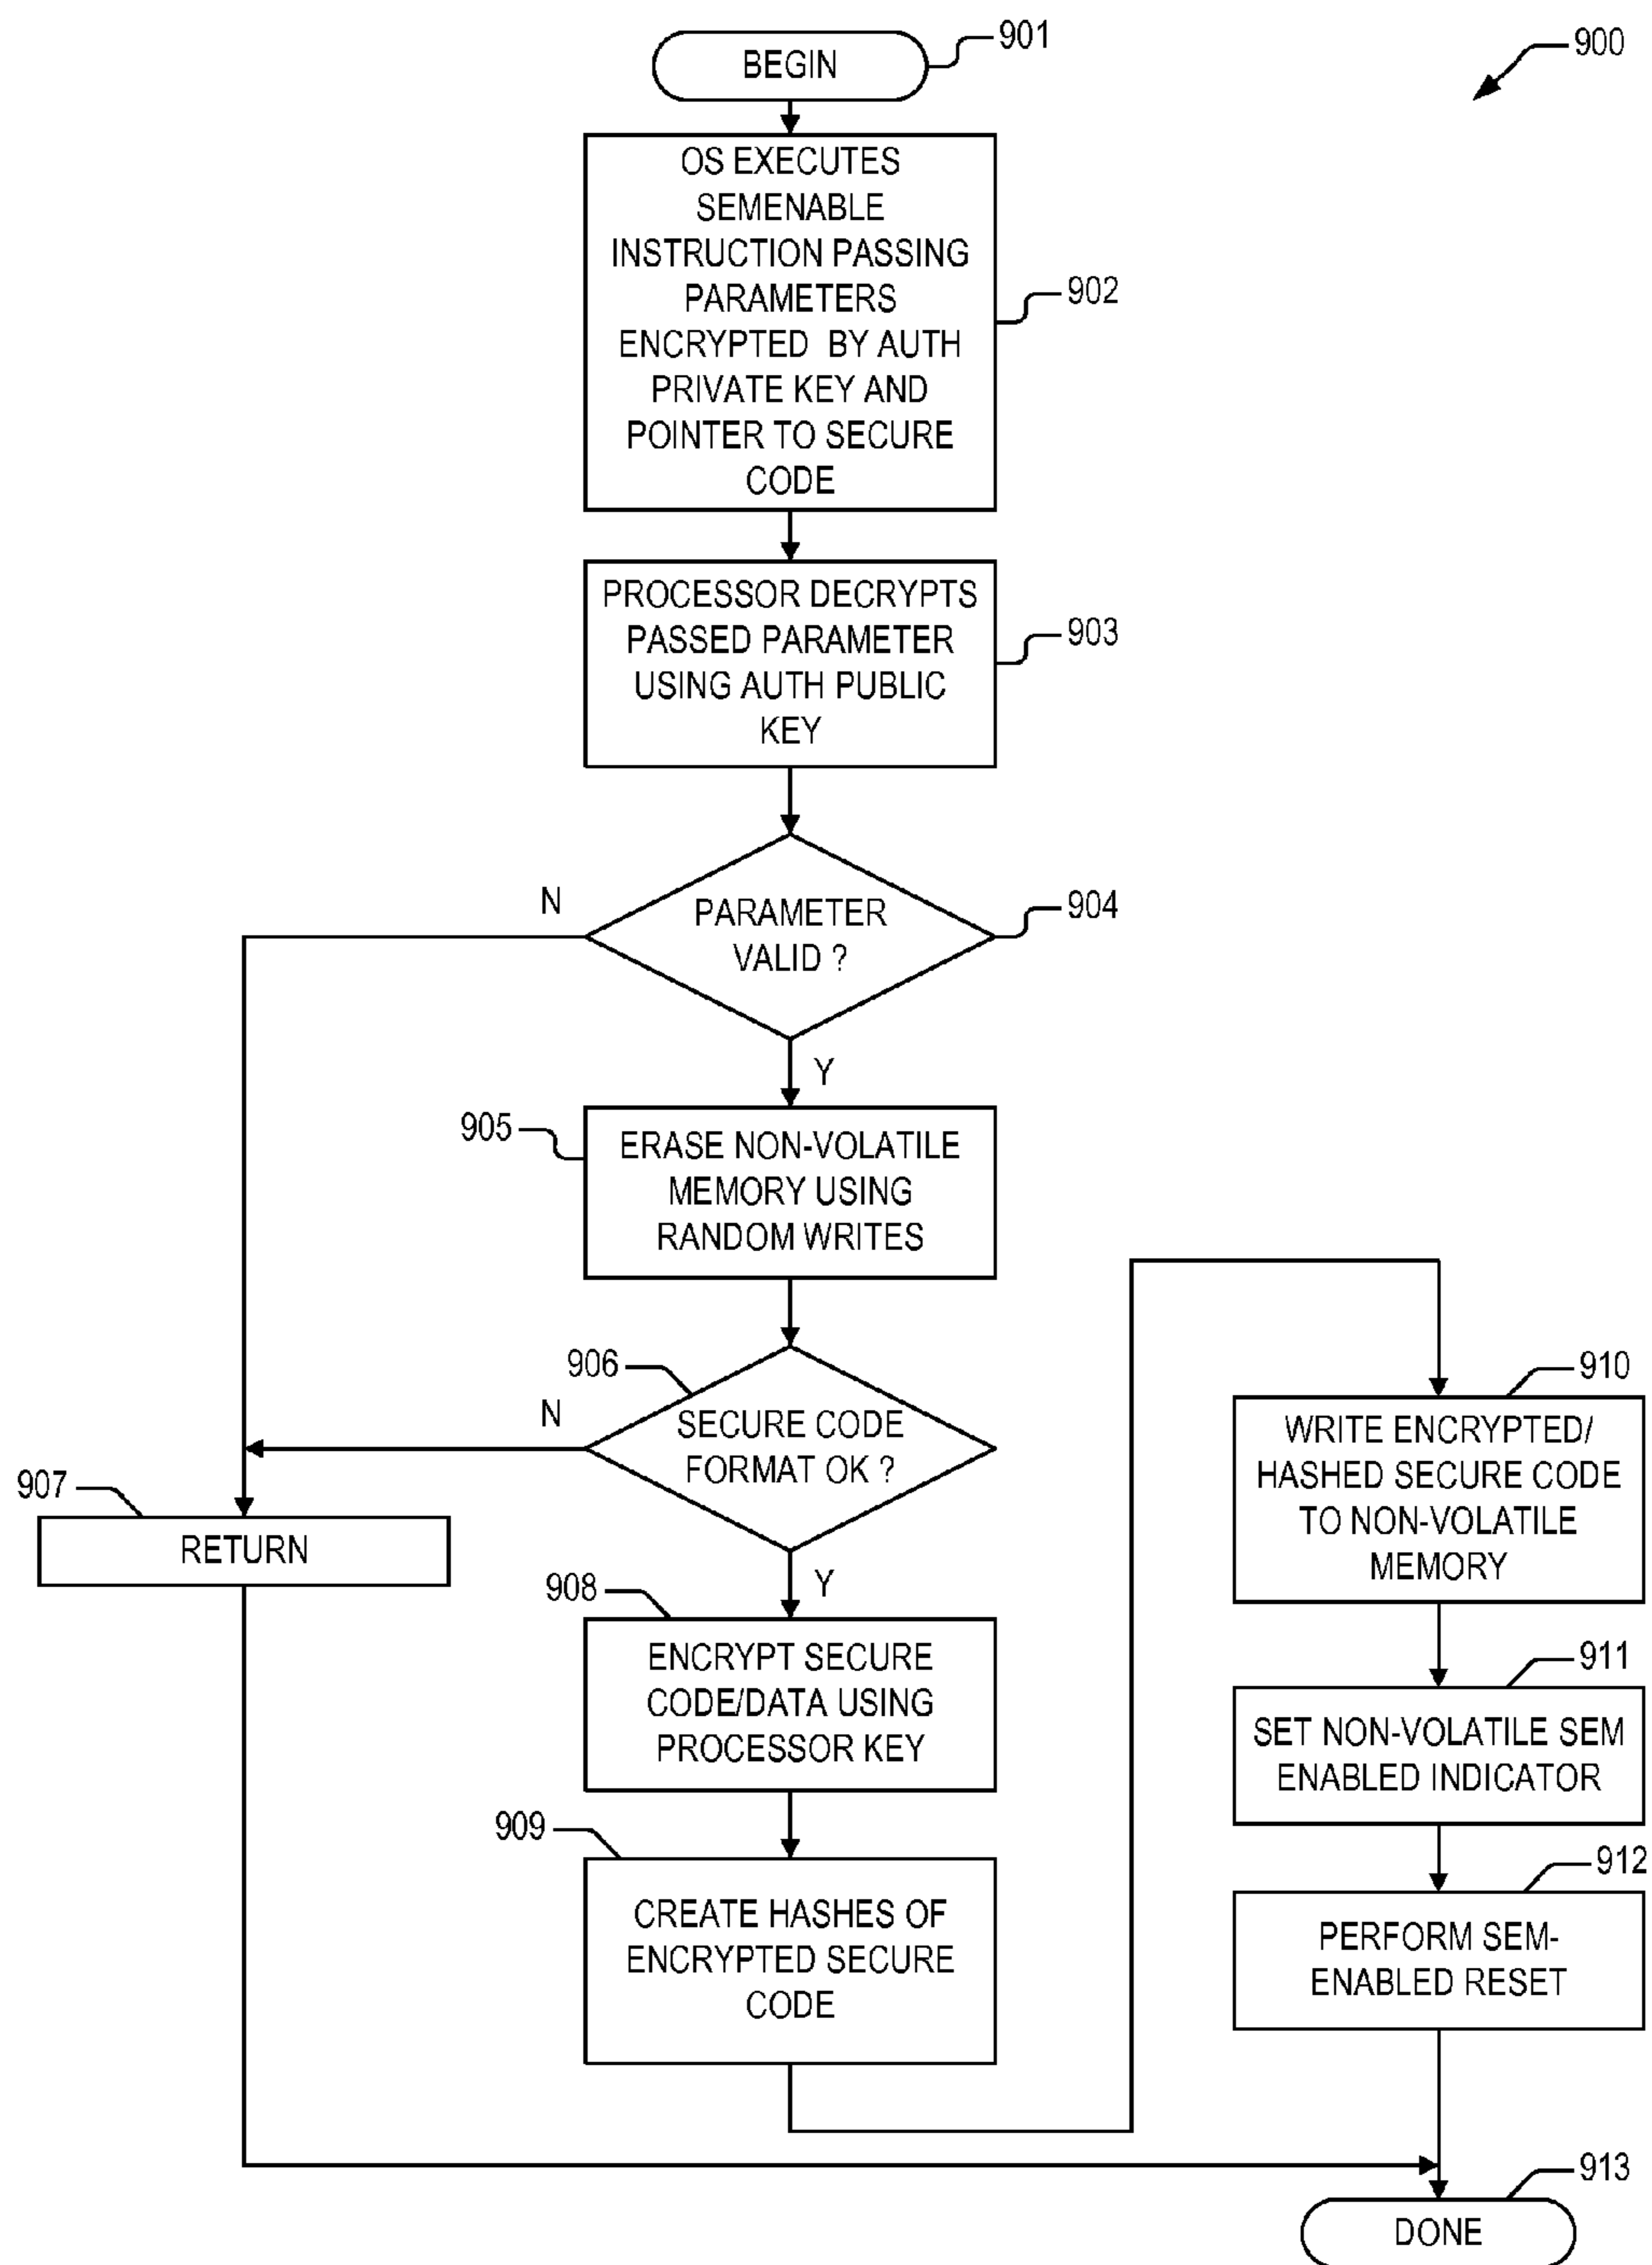 BEGIN
901
900
OS EXECUTES
SEMENABLE
INSTRUCTION PASSING
PARAMETERS
ENCRYPTED BY AUTH
PRIVATE KEY AND
POINTER TO SECURE
CODE
902
PROCESSOR DECRYPTS
PASSED PARAMETER
USING AUTH PUBLIC
KEY
903
N
PARAMETER
VALID ?
904
Y
905
ERASE NON-VOLATILE
MEMORY USING
RANDOM WRITES
906
N
SECURE CODE
FORMAT OK ?
907
RETURN
Y
908
ENCRYPT SECURE
CODE/DATA USING
PROCESSOR KEY
909
CREATE HASHES OF
ENCRYPTED SECURE
CODE
910
WRITE ENCRYPTED/
HASHED SECURE CODE
TO NON-VOLATILE
MEMORY
911
SET NON-VOLATILE SEM
ENABLED INDICATOR
912
PERFORM SEM-
ENABLED RESET
913
DONE